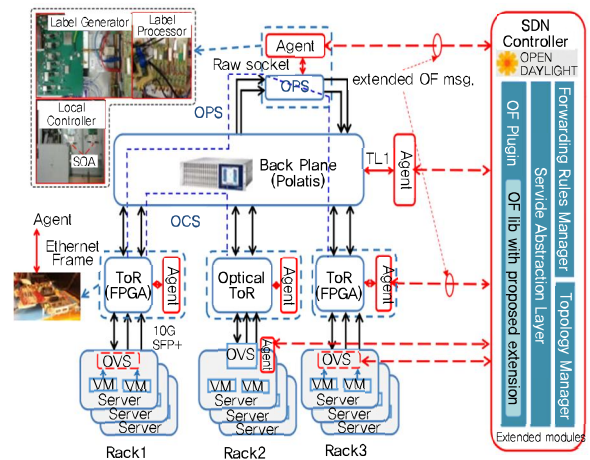 Label Generator
Label
Processor
Local
Controller
SOA
Agent
Raw socket
OPS
OPS
extended OF msg.
SDN
Controller
OPEN
DAYLIGHT
OF Plugin
OF lib with proposed extension
Servide Abstraction Layer
Forwarding Rules Manager
Topology Manager
Extended modules
Back Plane
(Polatis)
TL1
Agent
OCS
Agent
Ethernet
Frame
ToR
(FPGA)
Agent
Optical
ToR
Agent
ToR
(FPGA)
Agent
10G
SFP+
OVS
VM
VM
Server
Server
Server
Rack1
OVS
Agent
VM
VM
Server
Server
Server
Rack2
OVS
VM
VM
Server
Server
Server
Rack3